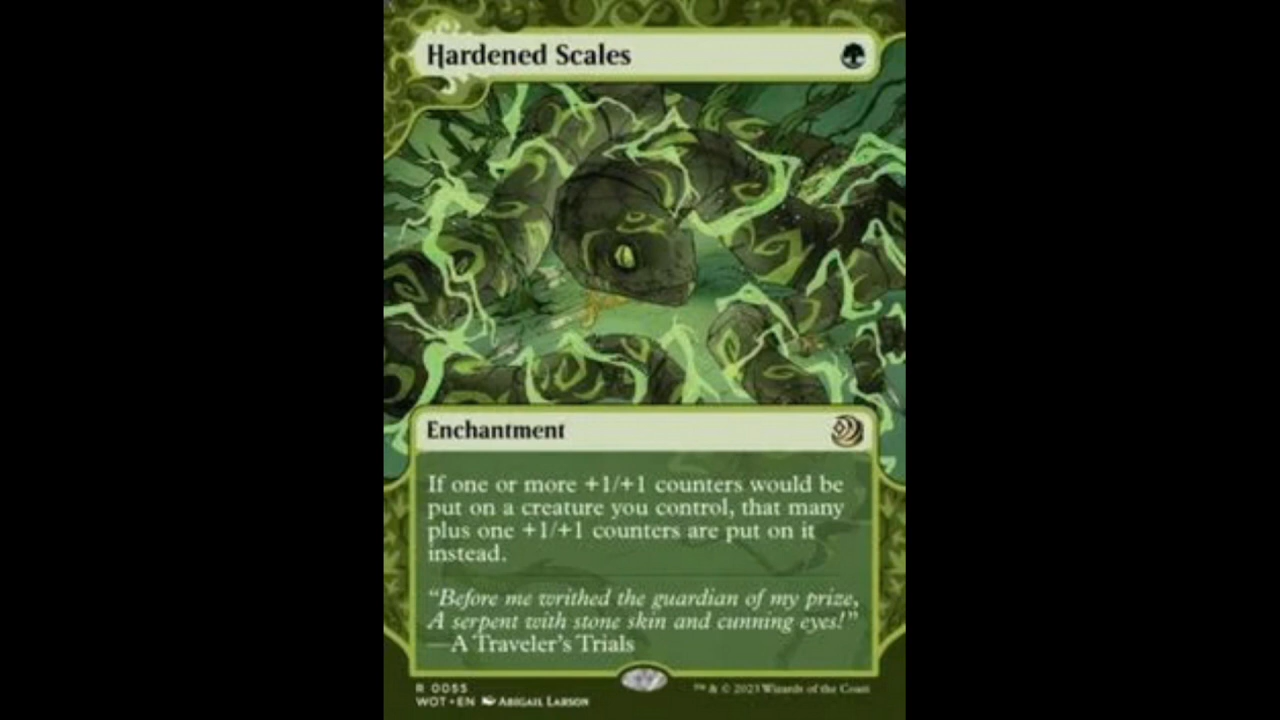 Hardened Scales
Enchantment
If one or more +1/+1 counters would be
put on a creature you control, that many
plus one +1/+1 counters are put on it
instead.
“Before me writhed the guardian of my prize,
A serpent with stone skin and cunning eyes!”
—A Traveler’s Trials
R 0055
WOT • EN ABIGAIL LARSON
™ & © 2023 Wizards of the Coast